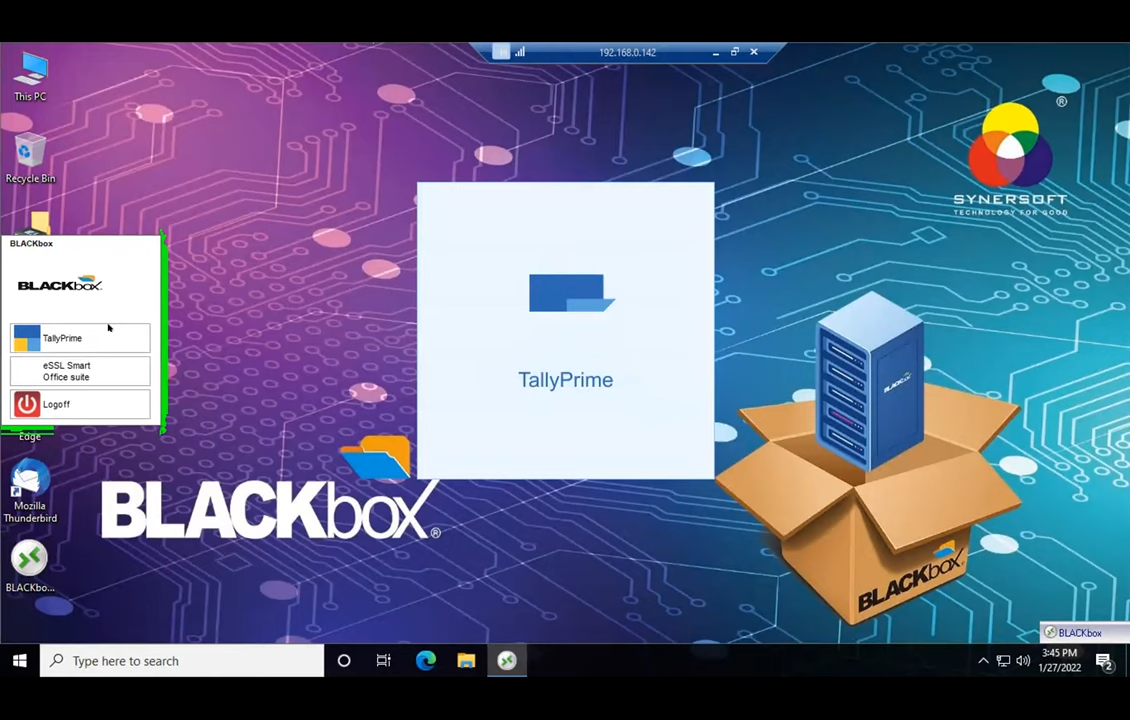 192.168.0.142
This PC
Recycle Bin
BLACKbox
BLACKbox
TallyPrime
eSSL Smart
Office suite
Logoff
Edge
Mozilla
Thunderbird
BLACKbo...
TallyPrime
BLACKbox®
®
SYNERSOFT
TECHNOLOGY FOR GOOD
BLACKbox
BLACKbox
BLACKbox
Type here to search
3:45 PM
1/27/2022
2